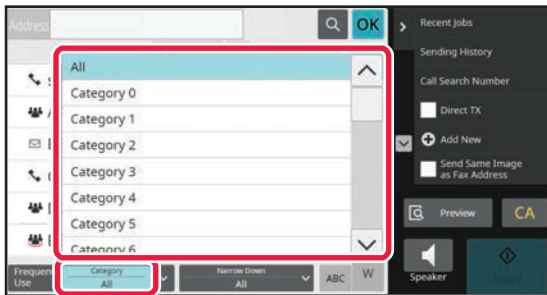 Address
OK
All
Category 0
Category 1
Category 2
Category 3
Category 4
Category 5
Category 6
Frequent
Use
Category
All
Narrow Down
All
ABC
W
Recent Jobs
Sending History
Call Search Number
Direct TX
Add New
Send Same Image
as Fax Address
Preview
CA
Speaker
Start